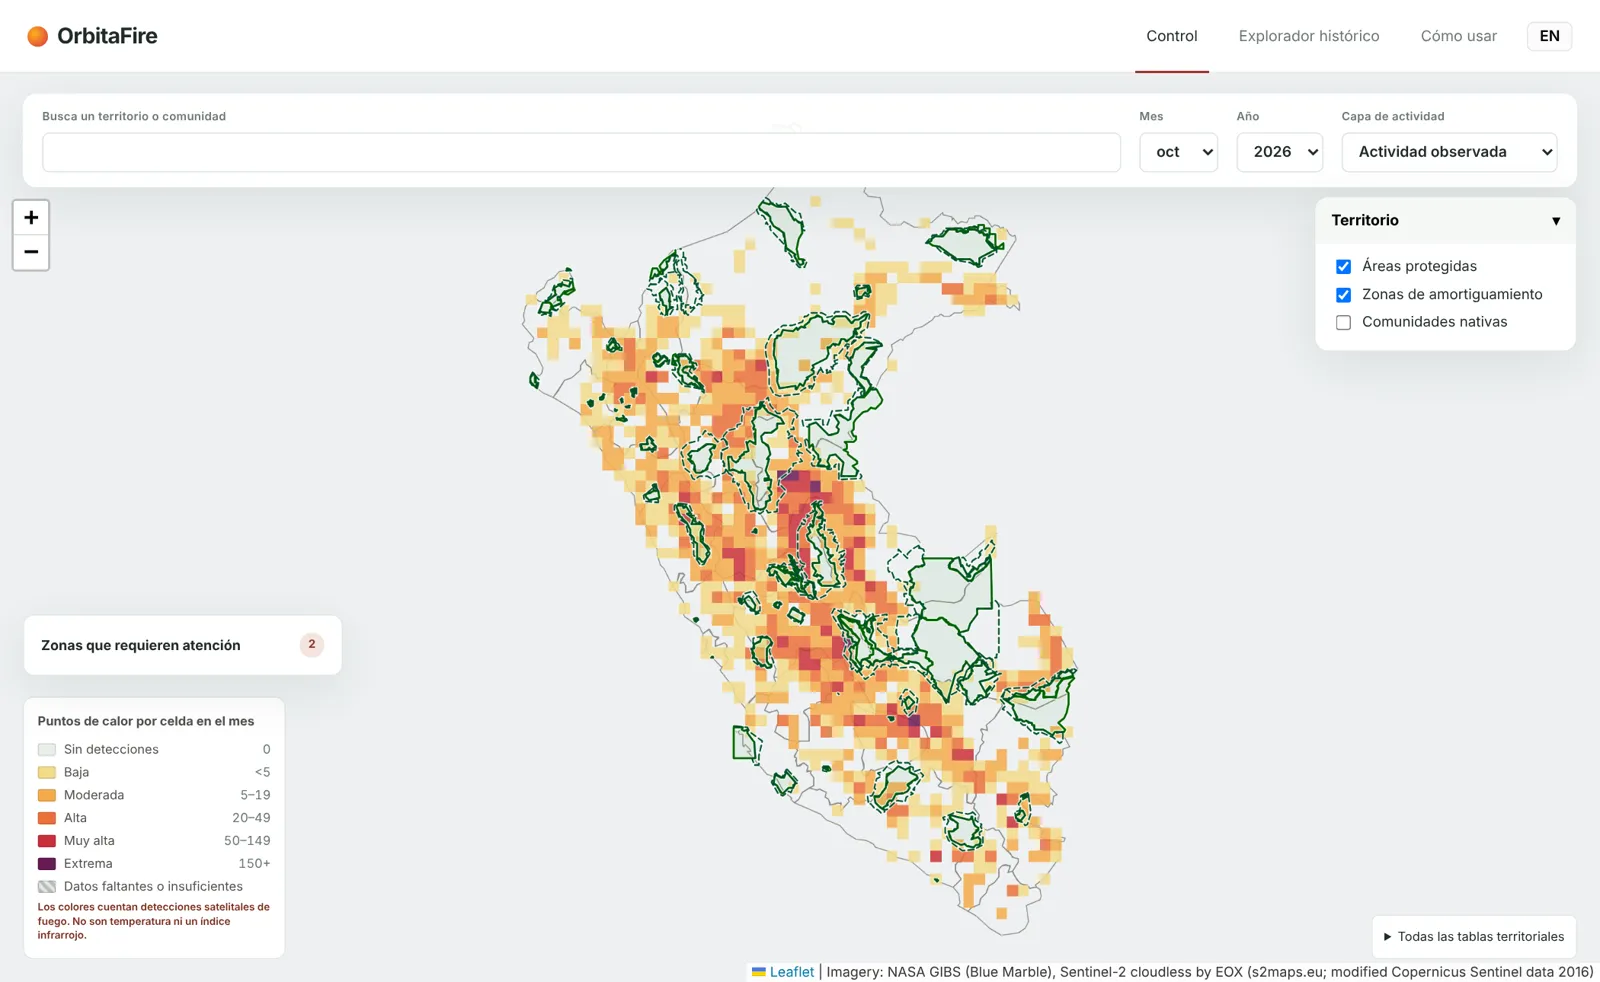 OrbitaFire
Control
Explorador histórico
Cómo usar
EN
Busca un territorio o comunidad
Mes
oct
Año
2026
Capa de actividad
Actividad observada
+
−
Territorio ▼
Áreas protegidas
Zonas de amortiguamiento
Comunidades nativas
Zonas que requieren atención 2
Puntos de calor por celda en el mes
Sin detecciones 0
Baja <5
Moderada 5–19
Alta 20–49
Muy alta 50–149
Extrema 150+
Datos faltantes o insuficientes
Los colores cuentan detecciones satelitales de
fuego. No son temperatura ni un índice
infrarrojo.
▶ Todas las tablas territoriales
Leaflet | Imagery: NASA GIBS (Blue Marble), Sentinel-2 cloudless by EOX (s2maps.eu; modified Copernicus Sentinel data 2016)